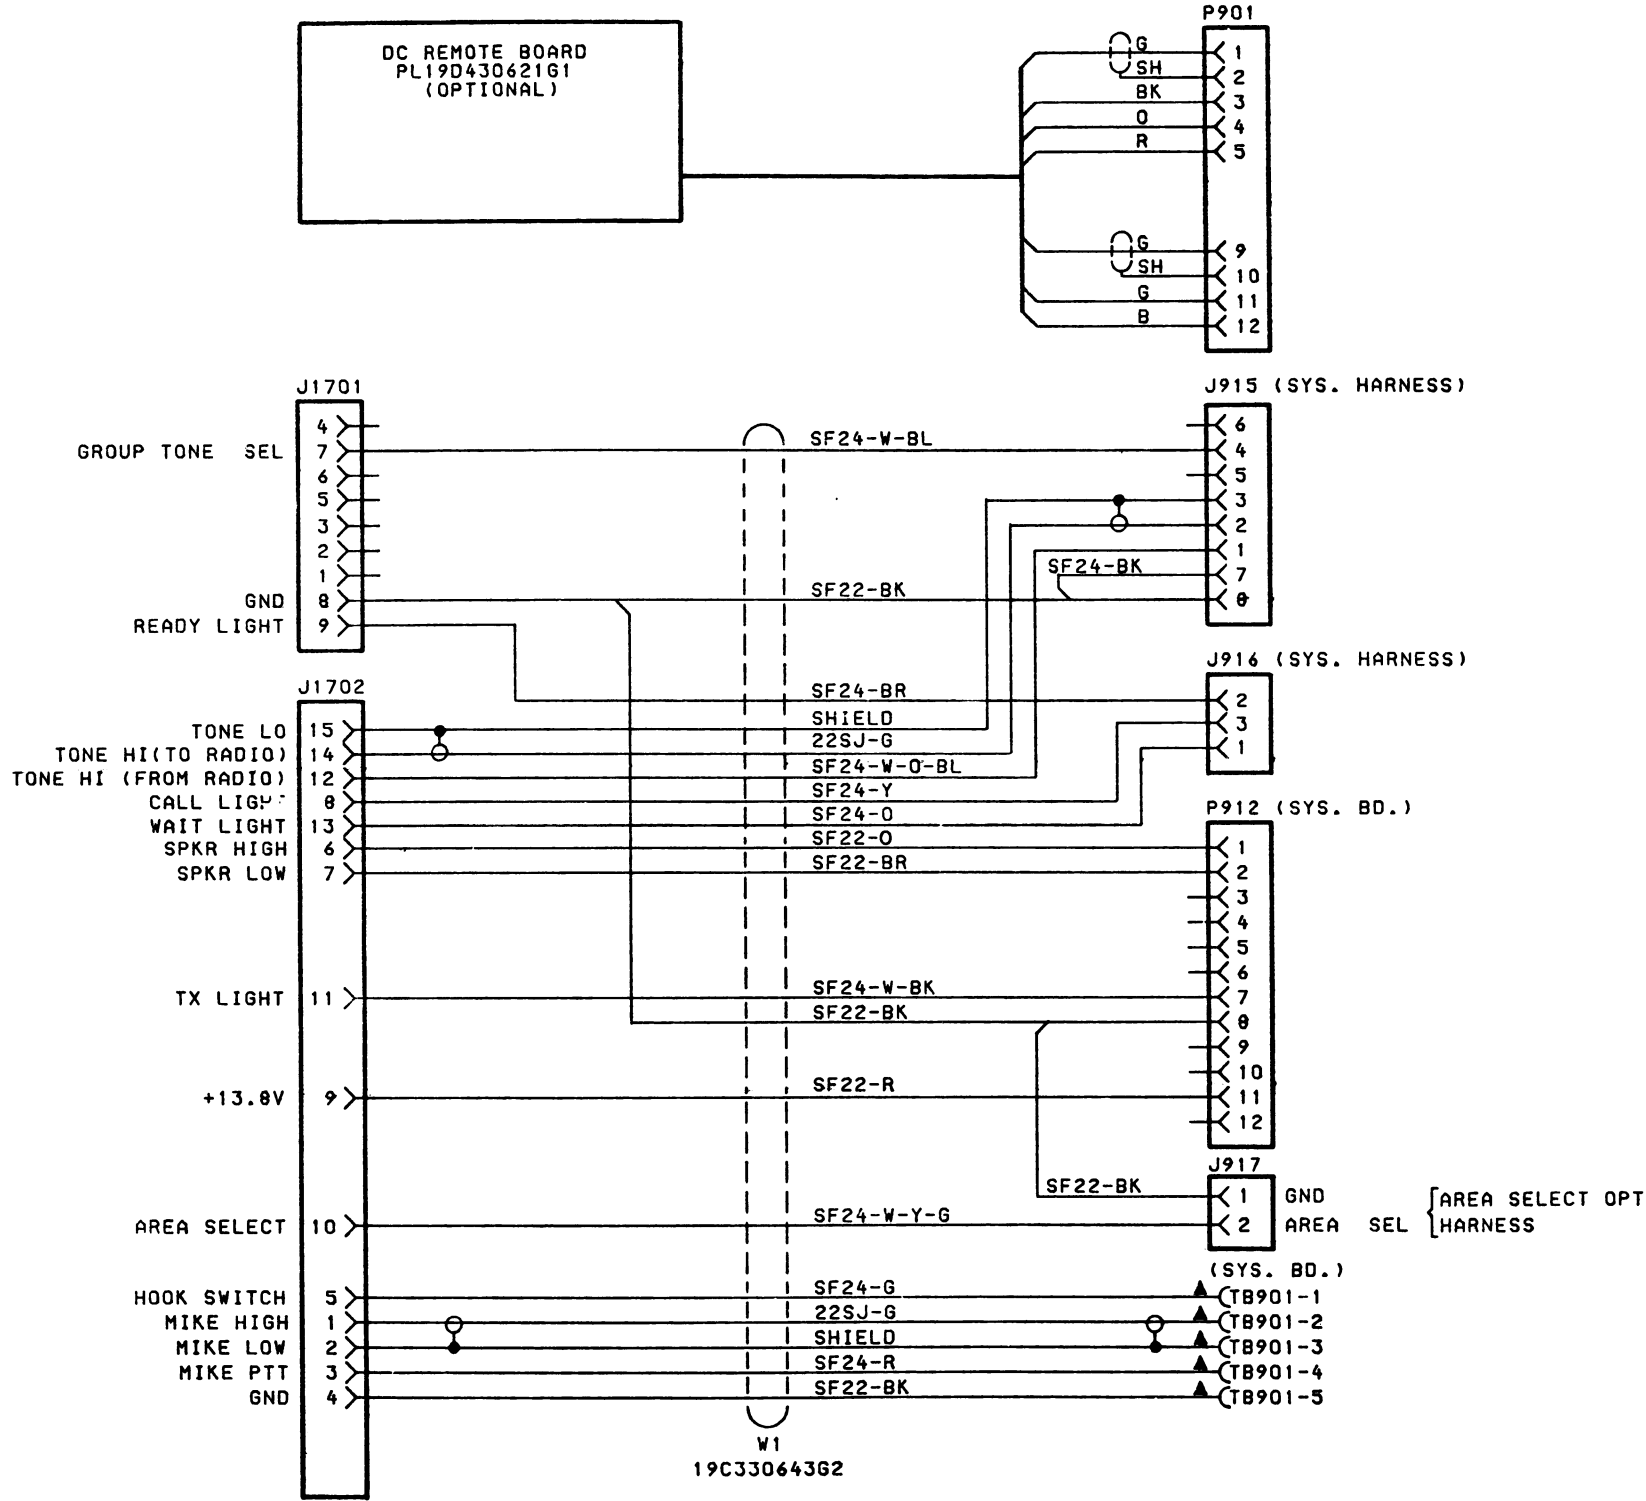 P901
DC REMOTE BOARD
PL19D430621G1
(OPTIONAL)
G 1
SH 2
BK 3
O 4
R 5
G 9
SH 10
G 11
B 12
J1701
J915 (SYS. HARNESS)
4 6
GROUP TONE SEL 7 SF24-W-BL 4
6 5
5 3
3 2
2 1
1 SF24-BK 7
GND 8 SF22-BK 8
READY LIGHT 9
J916 (SYS. HARNESS)
J1702
SF24-BR 2
TONE LO 15 SHIELD 3
TONE HI(TO RADIO) 14 22SJ-G 1
TONE HI (FROM RADIO) 12 SF24-W-O-BL
CALL LIGHT 8 SF24-Y
P912 (SYS. BD.)
WAIT LIGHT 13 SF24-O
SPKR HIGH 6 SF22-O 1
SPKR LOW 7 SF22-BR 2
3
4
5
6
TX LIGHT 11 SF24-W-BK 7
SF22-BK 8
9
10
+13.8V 9 SF22-R 11
12
J917
SF22-BK 1 GND { AREA SELECT OPT
AREA SELECT 10 SF24-W-Y-G 2 AREA SEL HARNESS
(SYS. BD.)
HOOK SWITCH 5 SF24-G TB901-1
MIKE HIGH 1 22SJ-G TB901-2
MIKE LOW 2 SHIELD TB901-3
MIKE PTT 3 SF24-R TB901-4
GND 4 SF22-BK TB901-5
W1
19C330643G2